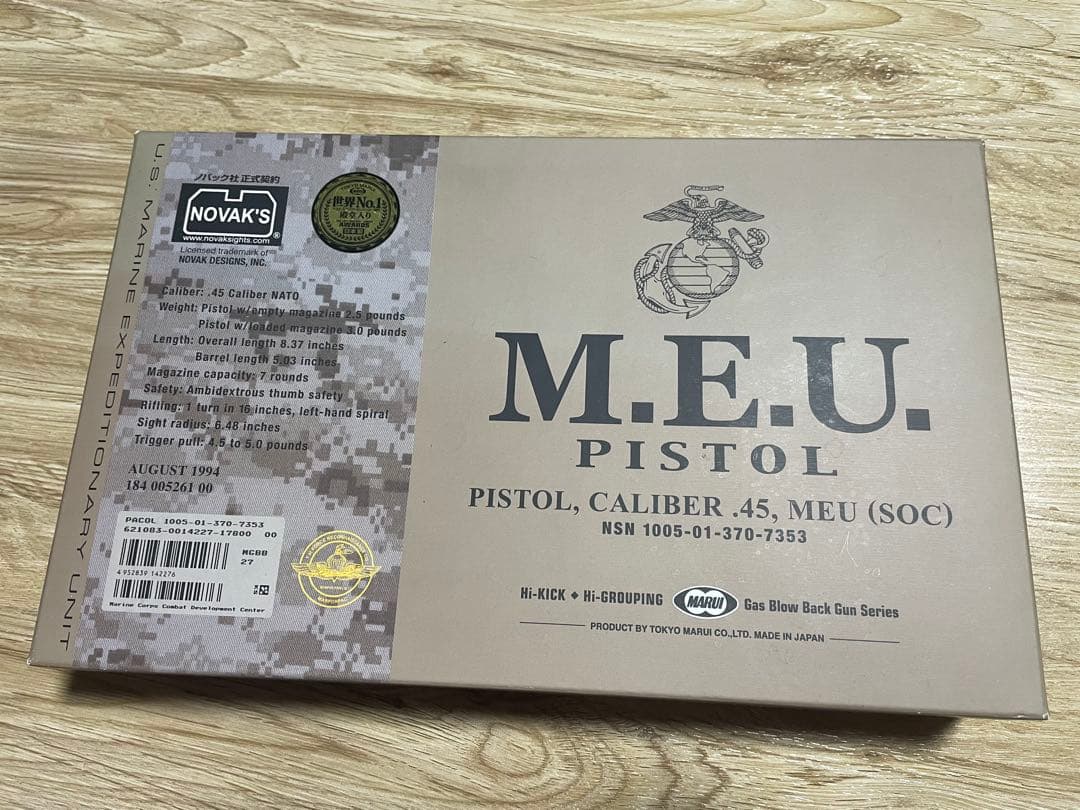 U.S. MARINE EXPEDITIONARY UNIT
ノバック社 正式契約
NOVAK'S
®
www.novaksights.com
Licensed trademark of
NOVAK DESIGNS, INC.
世界No.1
殿堂入り
AWARDS
日本製
Caliber: .45 Caliber NATO
Weight: Pistol w/empty magazine 2.5 pounds
Pistol w/loaded magazine 3.0 pounds
Length: Overall length 8.37 inches
Barrel length 5.03 inches
Magazine capacity: 7 rounds
Safety: Ambidextrous thumb safety
Rifling: 1 turn in 16 inches, left-hand spiral
Sight radius: 6.48 inches
Trigger pull: 4.5 to 5.0 pounds
AUGUST 1994
184 005261 00
PACOL 1005-01-370-7353
621083-0014227-17800 00
MGBB
27
4 952839 142276
Marine Corps Combat Development Center
M.E.U.
PISTOL
PISTOL, CALIBER .45, MEU (SOC)
NSN 1005-01-370-7353
Hi-KICK ♦ Hi-GROUPING MARUI Gas Blow Back Gun Series
PRODUCT BY TOKYO MARUI CO.,LTD. MADE IN JAPAN